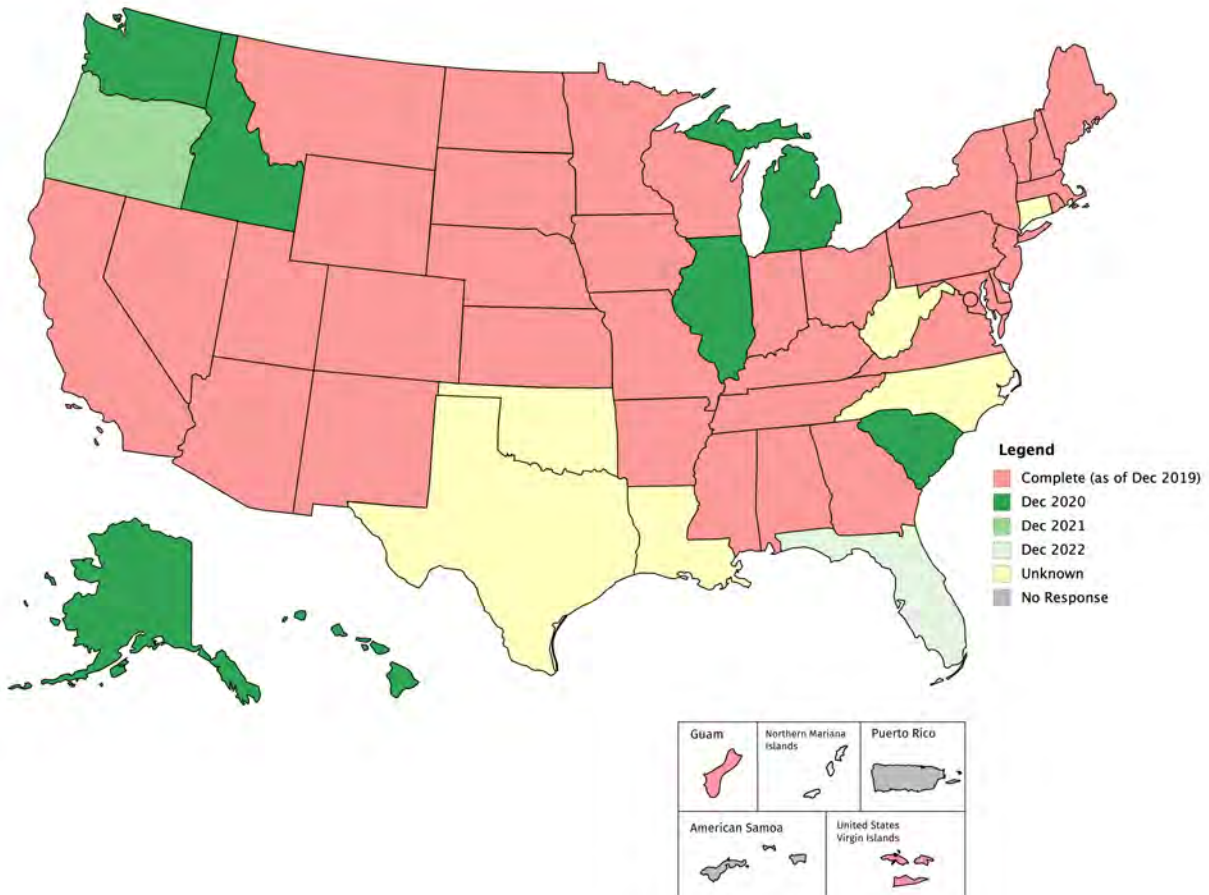 Legend
Complete (as of Dec 2019)
Dec 2020
Dec 2021
Dec 2022
Unknown
No Response
Guam
Northern Mariana
Islands
Puerto Rico
American Samoa
United States
Virgin Islands